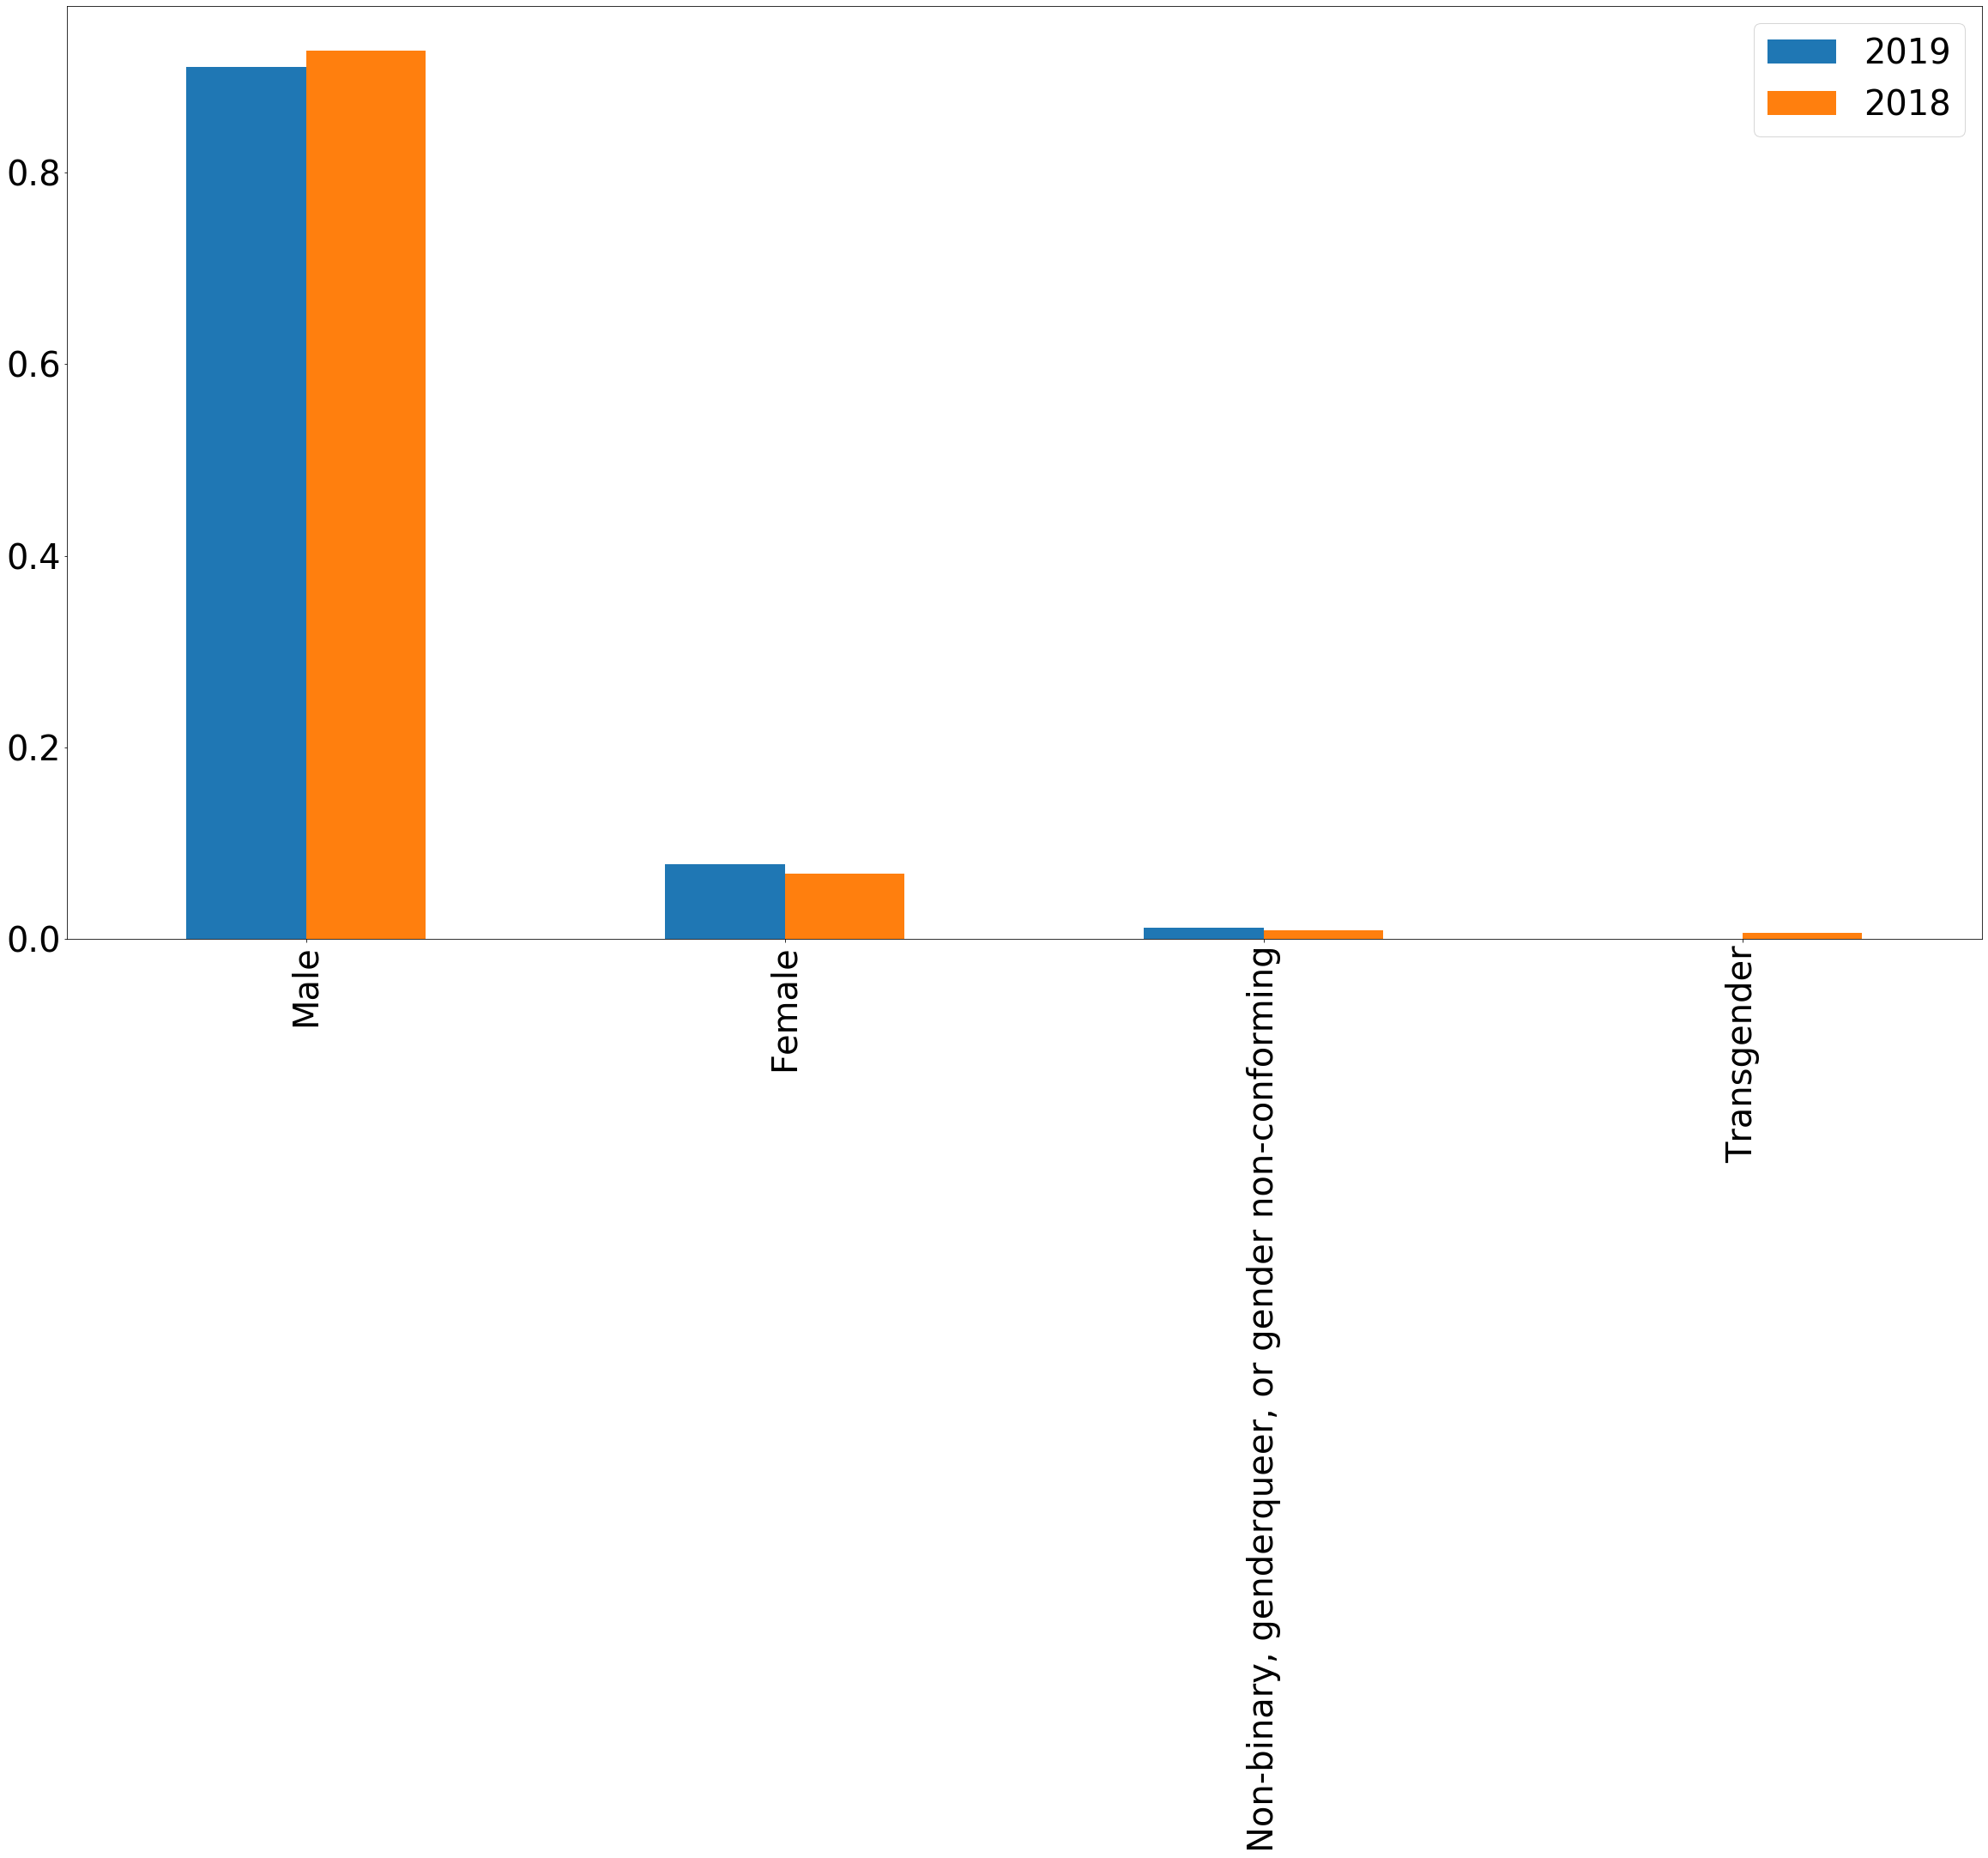 2019
2018
0.8
0.6
0.4
0.2
0.0
Male
Female
Non-binary, genderqueer, or gender non-conforming
Transgender